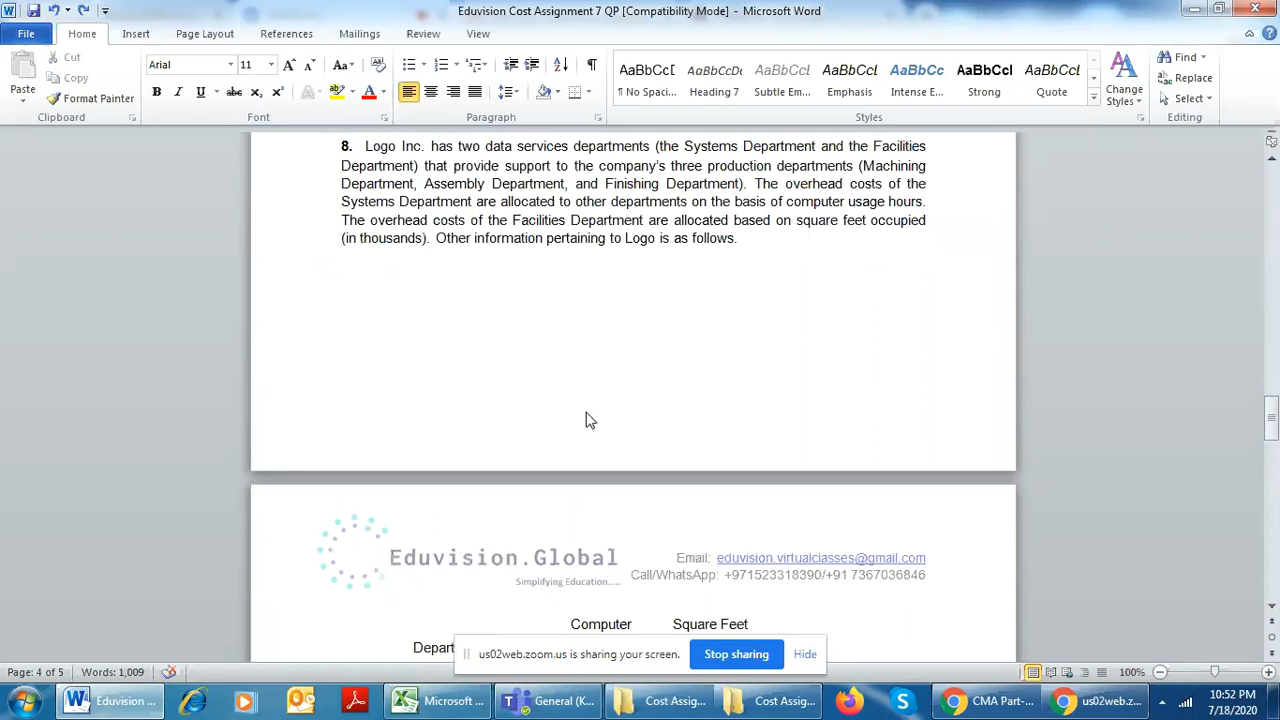 Eduvision Cost Assignment 7 QP [Compatibility Mode] - Microsoft Word
File Home Insert Page Layout References Mailings Review View
Paste
Cut
Copy
Format Painter
Clipboard
Arial 11
Font
Paragraph
AaBbCcI AaBbCcDc AaBbCcD AaBbCcD AaBbCc AaBbCcl AaBbCcD
¶ No Spaci... Heading 7 Subtle Em... Emphasis Intense E... Strong Quote
Styles
Change Styles
Find
Replace
Select
Editing
8. Logo Inc. has two data services departments (the Systems Department and the Facilities
Department) that provide support to the company's three production departments (Machining
Department, Assembly Department, and Finishing Department). The overhead costs of the
Systems Department are allocated to other departments on the basis of computer usage hours.
The overhead costs of the Facilities Department are allocated based on square feet occupied
(in thousands). Other information pertaining to Logo is as follows.
Eduvision.Global
Simplifying Education.....
Email: eduvision.virtualclasses@gmail.com
Call/WhatsApp: +971523318390/+91 7367036846
Computer Square Feet
Depar
us02web.zoom.us is sharing your screen. Stop sharing Hide
Page: 4 of 5 Words: 1,009 100%
Eduvision ... Microsoft ... General (K... Cost Assig... Cost Assig... CMA Part-... us02web.z...
10:52 PM
7/18/2020